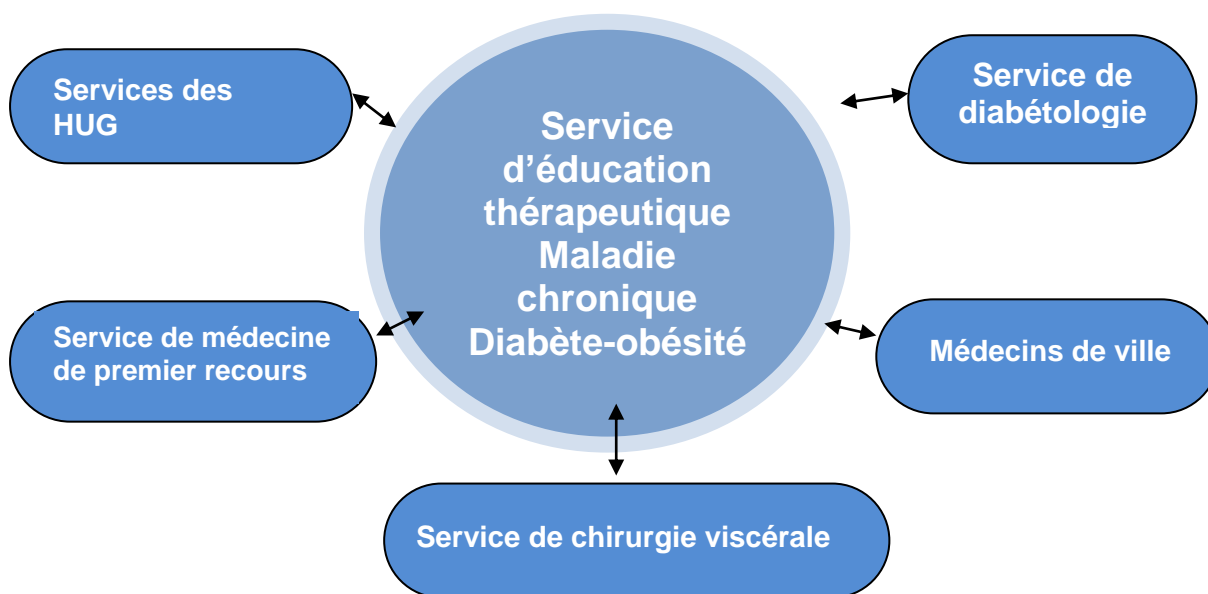 Services des
HUG
Service
d’éducation
thérapeutique
Maladie
chronique
Diabète-obésité
Service de
diabétologie
Service de médecine
de premier recours
Médecins de ville
Service de chirurgie viscérale